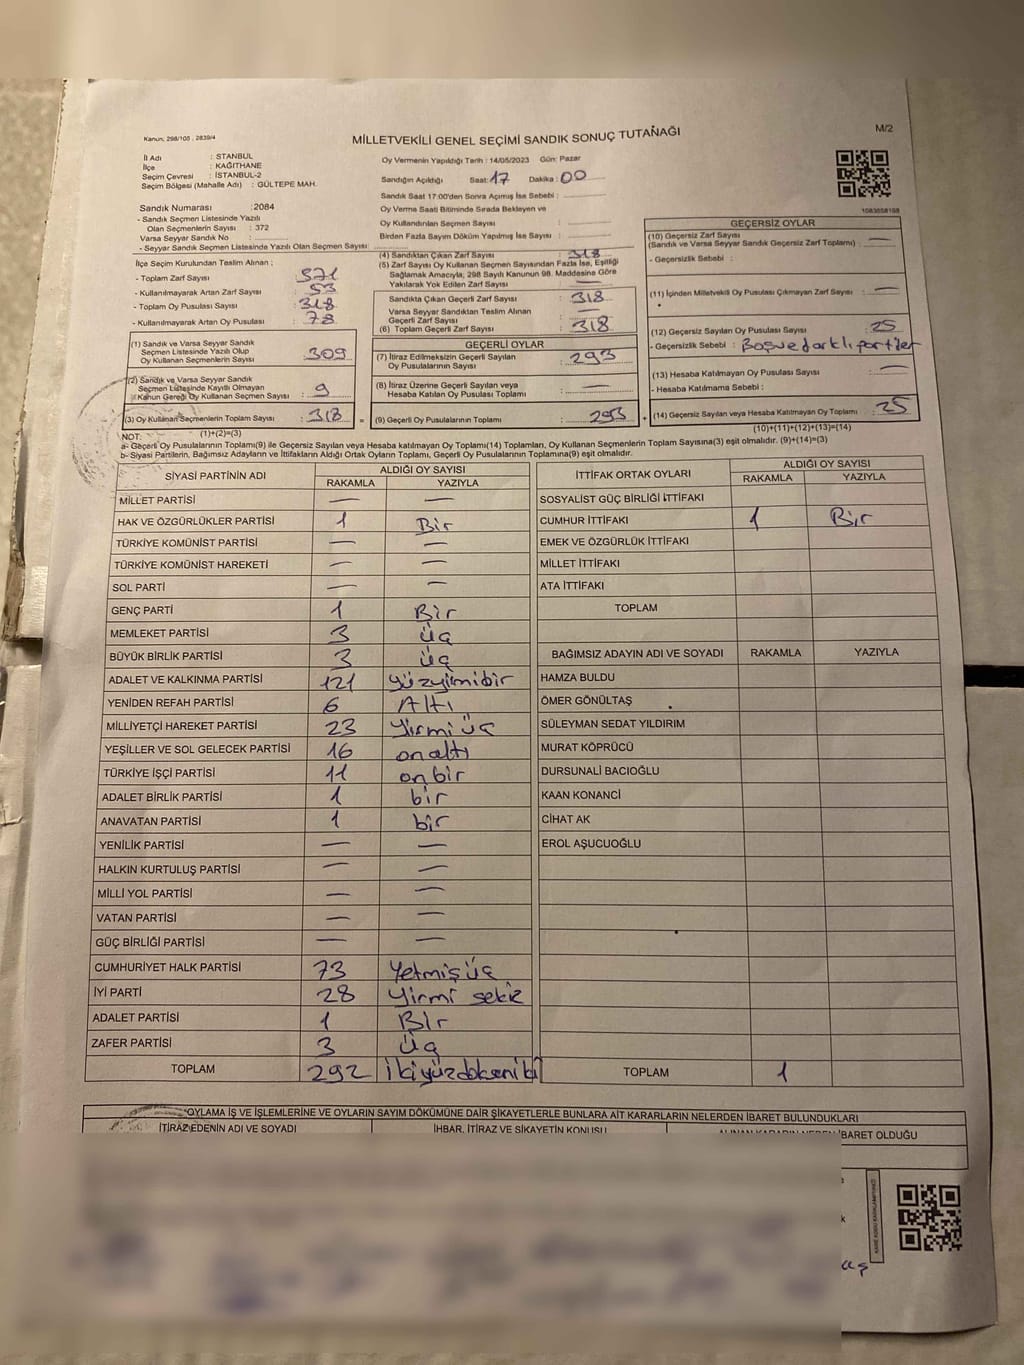 Kanun, 298/105 , 2839/4
MİLLETVEKİLİ GENEL SEÇİMİ SANDIK SONUÇ TUTANAĞI
M/2
İl Adı : STANBUL
İlçe : KAĞITHANE
Seçim Çevresi : İSTANBUL-2
Seçim Bölgesi (Mahalle Adı) : GÜLTEPE MAH.
Oy Vermenin Yapıldığı Tarih : 14/05/2023 Gün: Pazar
Sandığın Açıldığı Saat: 17 Dakika : 00
Sandık Saat 17:00'den Sonra Açılmış İse Sebebi :
Oy Verme Saati Bitiminde Sırada Bekleyen ve
Oy Kullandırılan Seçmen Sayısı :
Birden Fazla Sayım Döküm Yapılmış İse Sayısı :
1083858168
Sandık Numarası :2084
- Sandık Seçmen Listesinde Yazılı
Olan Seçmenlerin Sayısı : 372
Varsa Seyyar Sandık No :
- Seyyar Sandık Seçmen Listesinde Yazılı Olan Seçmen Sayısı:
İlçe Seçim Kurulundan Teslim Alınan ;
- Toplam Zarf Sayısı : 371
- Kullanılmayarak Artan Zarf Sayısı : 53
- Toplam Oy Pusulası Sayısı : 318
- Kullanılmayarak Artan Oy Pusulası : 78
(1) Sandık ve Varsa Seyyar Sandık
Seçmen Listesinde Yazılı Olup
Oy Kullanan Seçmenlerin Sayısı : 309
(2) Sandık ve Varsa Seyyar Sandık
Seçmen Listesinde Kayıtlı Olmayan
Kanun Gereği Oy Kullanan Seçmen Sayısı : 9
(3) Oy Kullanan Seçmenlerin Toplam Sayısı : 318 =
(4) Sandıktan Çıkan Zarf Sayısı : 318
(5) Zarf Sayısı Oy Kullanan Seçmen Sayısından Fazla İse, Eşitliği
Sağlamak Amacıyla, 298 Sayılı Kanunun 98. Maddesine Göre
Yakılarak Yok Edilen Zarf Sayısı : —
Sandıkta Çıkan Geçerli Zarf Sayısı : 318
Varsa Seyyar Sandıktan Teslim Alınan
Geçerli Zarf Sayısı : —
(6) Toplam Geçerli Zarf Sayısı : 318
GEÇERLİ OYLAR
(7) İtiraz Edilmeksizin Geçerli Sayılan
Oy Pusulalarının Toplamı : 293
(8) İtiraz Üzerine Geçerli Sayılan veya
Hesaba Katılan Oy Pusulaları Toplamı : —
(9) Geçerli Oy Pusulalarının Toplamı : 293 +
GEÇERSİZ OYLAR
(10) Geçersiz Zarf Sayısı
(Sandık ve Varsa Seyyar Sandık Geçersiz Zarf Toplamı) : —
- Geçersizlik Sebebi :
(11) İçinden Milletvekili Oy Pusulası Çıkmayan Zarf Sayısı : —
(12) Geçersiz Sayılan Oy Pusulası Sayısı : 25
- Geçersizlik Sebebi : Boşvefarklıpartiler
(13) Hesaba Katılmayan Oy Pusulası Sayısı : —
- Hesaba Katılmama Sebebi :
(14) Geçersiz Sayılan veya Hesaba Katılmayan Oy Toplamı : 25
(10)+(11)+(12)+(13)=(14)
NOT: (1)+(2)=(3)
a- Geçerli Oy Pusulalarının Toplamı(9) ile Geçersiz Sayılan veya Hesaba katılmayan Oy Toplamı(14) Toplamları, Oy Kullanan Seçmenlerin Toplam Sayısına(3) eşit olmalıdır. (9)+(14)=(3)
b- Siyasi Partilerin, Bağımsız Adayların ve İttifakların Aldığı Ortak Oyların Toplamı, Geçerli Oy Pusulalarının Toplamına(9) eşit olmalıdır.
SİYASİ PARTİNİN ADI ALDIĞI OY SAYISI
RAKAMLA YAZIYLA
MİLLET PARTİSİ — —
HAK VE ÖZGÜRLÜKLER PARTİSİ 1 Bir
TÜRKİYE KOMÜNİST PARTİSİ — —
TÜRKİYE KOMÜNİST HAREKETİ — —
SOL PARTİ — —
GENÇ PARTİ 1 Bir
MEMLEKET PARTİSİ 3 üç
BÜYÜK BİRLİK PARTİSİ 3 üç
ADALET VE KALKINMA PARTİSİ 121 yüzyimibir
YENİDEN REFAH PARTİSİ 6 Altı
MİLLİYETÇİ HAREKET PARTİSİ 23 Yirmi üç
YEŞİLLER VE SOL GELECEK PARTİSİ 16 on altı
TÜRKİYE İŞÇİ PARTİSİ 11 on bir
ADALET BİRLİK PARTİSİ 1 bir
ANAVATAN PARTİSİ 1 bir
YENİLİK PARTİSİ — —
HALKIN KURTULUŞ PARTİSİ — —
MİLLİ YOL PARTİSİ — —
VATAN PARTİSİ — —
GÜÇ BİRLİĞİ PARTİSİ — —
CUMHURİYET HALK PARTİSİ 73 Yetmiş üç
İYİ PARTİ 28 Yirmi sekiz
ADALET PARTİSİ 1 Bir
ZAFER PARTİSİ 3 üç
TOPLAM 292 ikiyüzdokseniki
İTTİFAK ORTAK OYLARI ALDIĞI OY SAYISI
RAKAMLA YAZIYLA
SOSYALİST GÜÇ BİRLİĞİ İTTİFAKI
CUMHUR İTTİFAKI 1 Bir
EMEK VE ÖZGÜRLÜK İTTİFAKI
MİLLET İTTİFAKI
ATA İTTİFAKI
TOPLAM
BAĞIMSIZ ADAYIN ADI VE SOYADI RAKAMLA YAZIYLA
HAMZA BULDU
ÖMER GÖNÜLTAŞ
SÜLEYMAN SEDAT YILDIRIM
MURAT KÖPRÜCÜ
DURSUNALİ BACIOĞLU
KAAN KONANCİ
CİHAT AK
EROL AŞUCUOĞLU
TOPLAM 1
OYLAMA İŞ VE İŞLEMLERİNE VE OYLARIN SAYIM DÖKÜMÜNE DAİR ŞİKAYETLERLE BUNLARA AİT KARARLARIN NELERDEN İBARET BULUNDUKLARI
İTİRAZ EDENİN ADI VE SOYADI İHBAR, İTİRAZ VE ŞİKAYETİN KONUSU ALINAN KARARIN NEDEN İBARET OLDUĞU